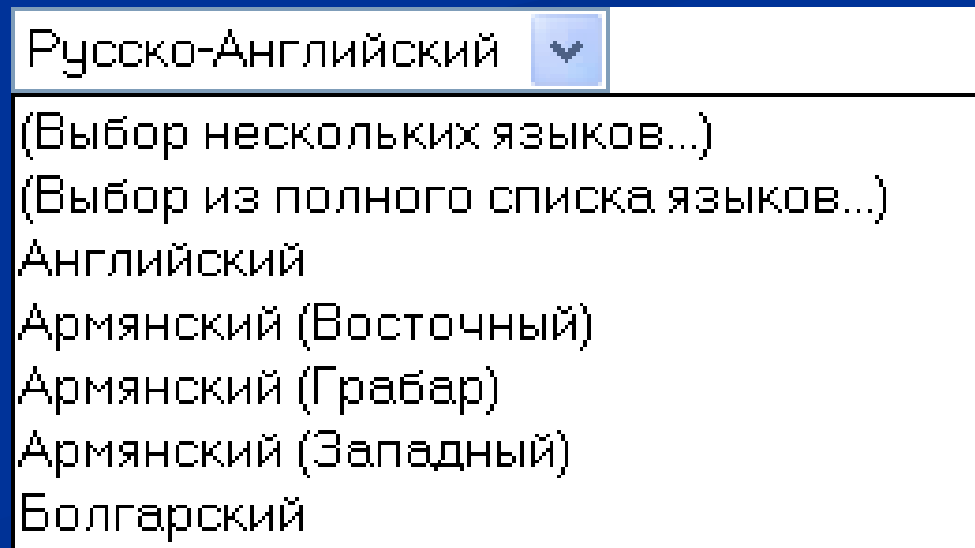 Русско-Английский
(Выбор нескольких языков...)
(Выбор из полного списка языков...)
Английский
Армянский (Восточный)
Армянский (Грабар)
Армянский (Западный)
Болгарский